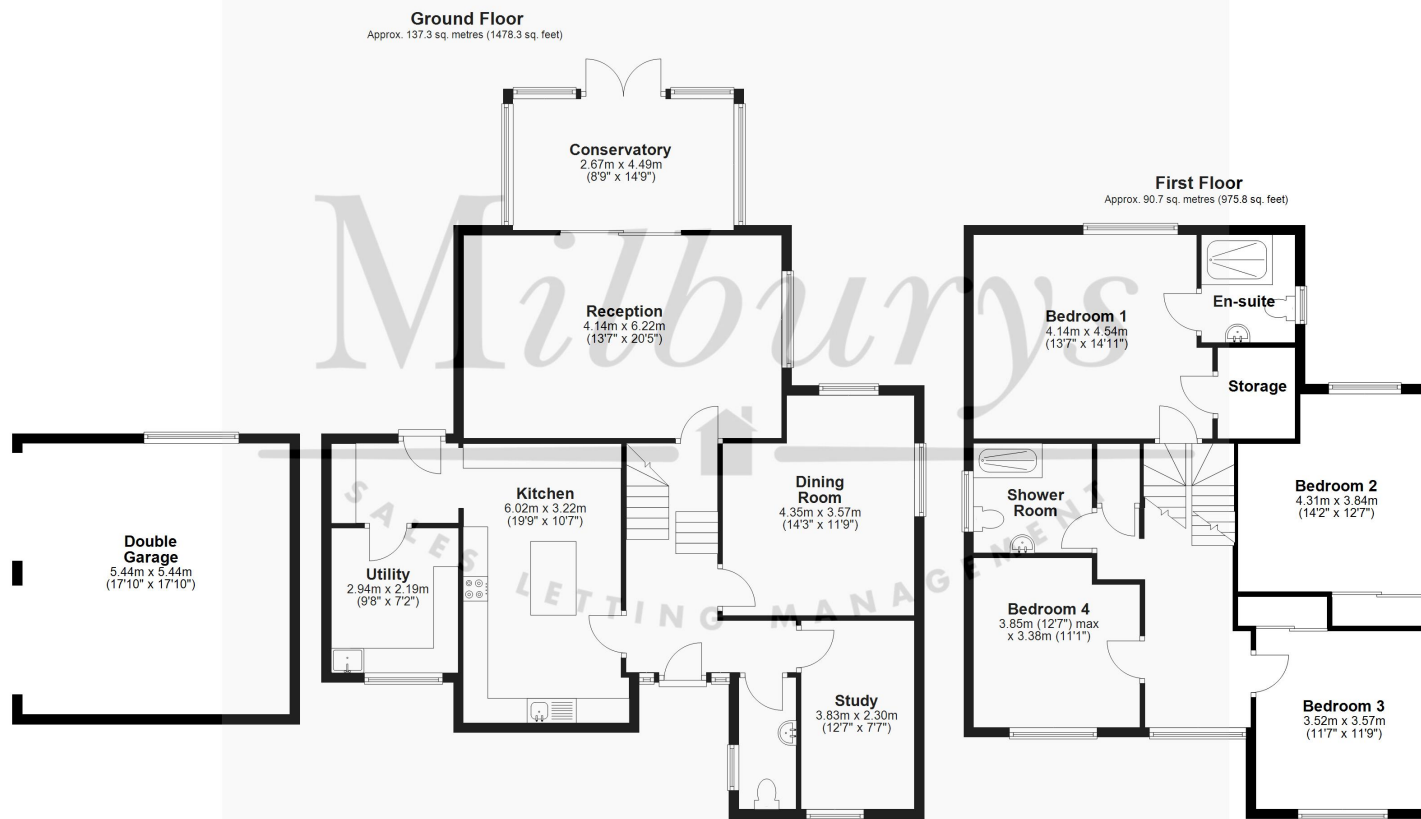 Ground Floor
Approx. 137.3 sq. metres (1478.3 sq. feet)
Conservatory
2.67m x 4.49m
(8'9" x 14'9")
First Floor
Approx. 90.7 sq. metres (975.8 sq. feet)
Milburys
SALES LETTING MANAGEMENT
Reception
4.14m x 6.22m
(13'7" x 20'5")
Bedroom 1
4.14m x 4.54m
(13'7" x 14'11")
En-suite
Storage
Kitchen
6.02m x 3.22m
(19'9" x 10'7")
Dining
Room
4.35m x 3.57m
(14'3" x 11'9")
Shower
Room
Bedroom 2
4.31m x 3.84m
(14'2" x 12'7")
Double
Garage
5.44m x 5.44m
(17'10" x 17'10")
Utility
2.94m x 2.19m
(9'8" x 7'2")
Bedroom 4
3.85m (12'7") max
x 3.38m (11'1")
Study
3.83m x 2.30m
(12'7" x 7'7")
Bedroom 3
3.52m x 3.57m
(11'7" x 11'9")